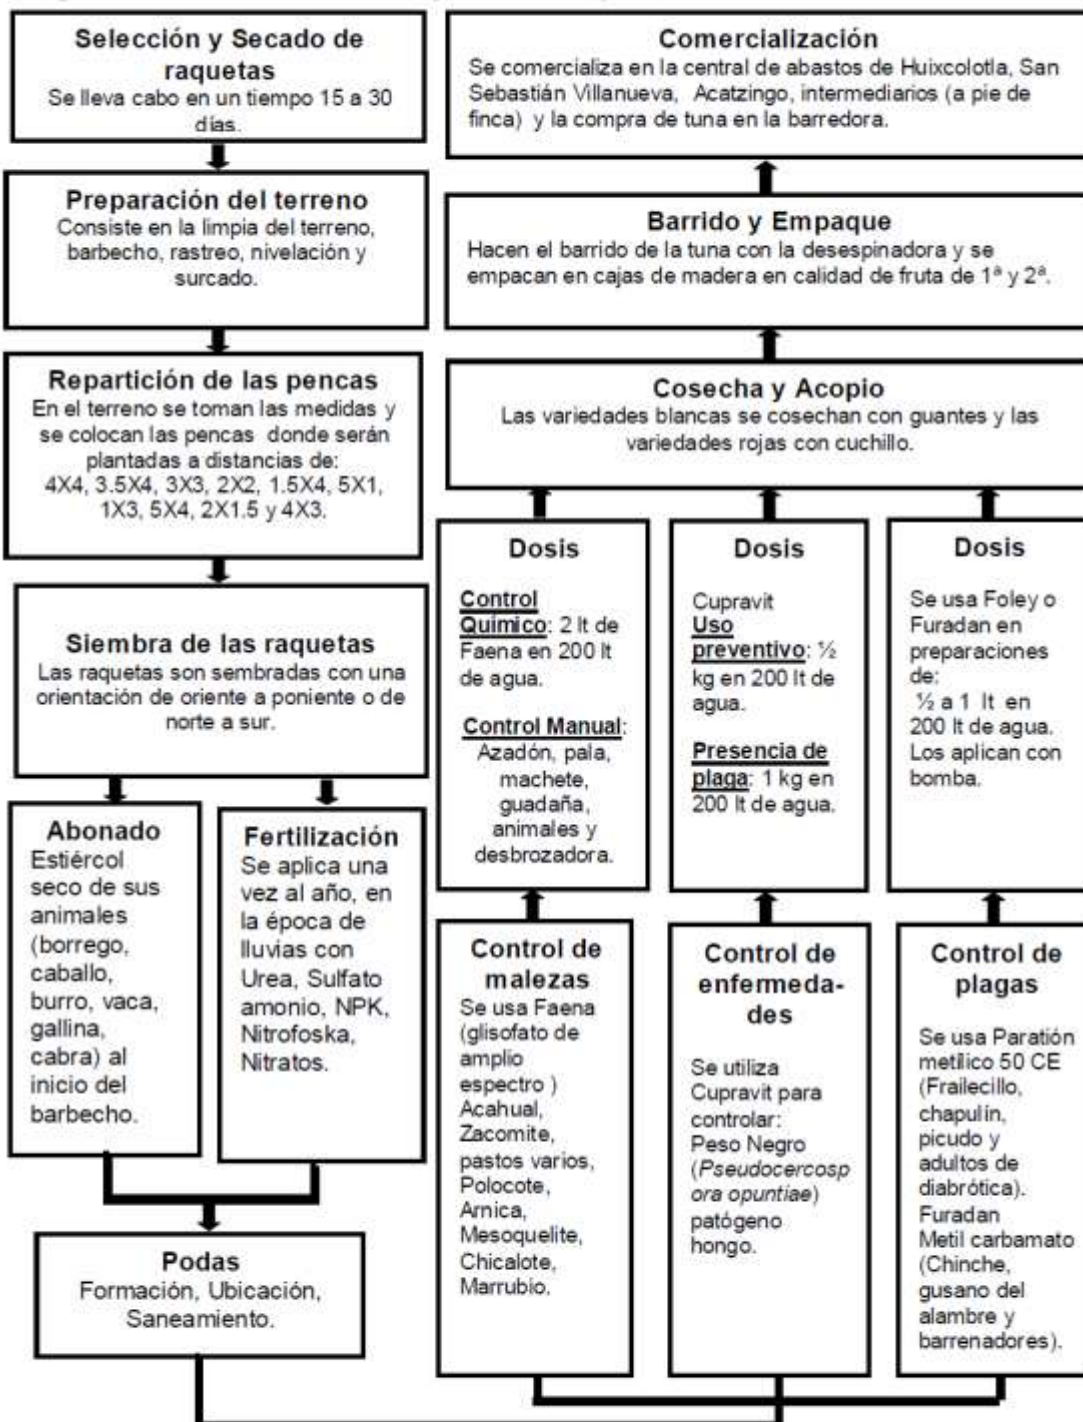 Selección y Secado de
raquetas
Se lleva cabo en un tiempo 15 a 30
días.
Preparación del terreno
Consiste en la limpia del terreno,
barbecho, rastreo, nivelación y
surcado.
Repartición de las pencas
En el terreno se toman las medidas y
se colocan las pencas donde serán
plantadas a distancias de:
4X4, 3.5X4, 3X3, 2X2, 1.5X4, 5X1,
1X3, 5X4, 2X1.5 y 4X3.
Siembra de las raquetas
Las raquetas son sembradas con una
orientación de oriente a poniente o de
norte a sur.
Abonado
Estiércol
seco de sus
animales
(borrego,
caballo,
burro, vaca,
gallina,
cabra) al
inicio del
barbecho.
Fertilización
Se aplica una
vez al año, en
la época de
lluvias con
Urea, Sulfato
amonio, NPK,
Nitrofoska,
Nitratos.
Podas
Formación, Ubicación,
Saneamiento.
Control de
malezas
Se usa Faena
(glisofato de
amplio
espectro )
Acahual,
Zacomite,
pastos varios,
Polocote,
Arnica,
Mesoquelite,
Chicalote,
Marrubio.
Control de
enfermeda-
des
Se utiliza
Cupravit para
controlar:
Peso Negro
(Pseudocercosp
ora opuntiae)
patógeno
hongo.
Control de
plagas
Se usa Paratión
metílico 50 CE
(Frailecillo,
chapulín,
picudo y
adultos de
diabrótica).
Furadan
Metil carbamato
(Chinche,
gusano del
alambre y
barrenadores).
Dosis
Control
Químico: 2 lt de
Faena en 200 lt
de agua.
Control Manual:
Azadón, pala,
machete,
guadaña,
animales y
desbrozadora.
Dosis
Cupravit
Uso
preventivo: ½
kg en 200 lt de
agua.
Presencia de
plaga: 1 kg en
200 lt de agua.
Dosis
Se usa Foley o
Furadan en
preparaciones
de:
½ a 1 lt en
200 lt de agua.
Los aplican con
bomba.
Cosecha y Acopio
Las variedades blancas se cosechan con guantes y las
variedades rojas con cuchillo.
Barrido y Empaque
Hacen el barrido de la tuna con la desespinadora y se
empacan en cajas de madera en calidad de fruta de 1ª y 2ª.
Comercialización
Se comercializa en la central de abastos de Huixcolotla, San
Sebastián Villanueva, Acatzingo, intermediarios (a pie de
finca) y la compra de tuna en la barredora.